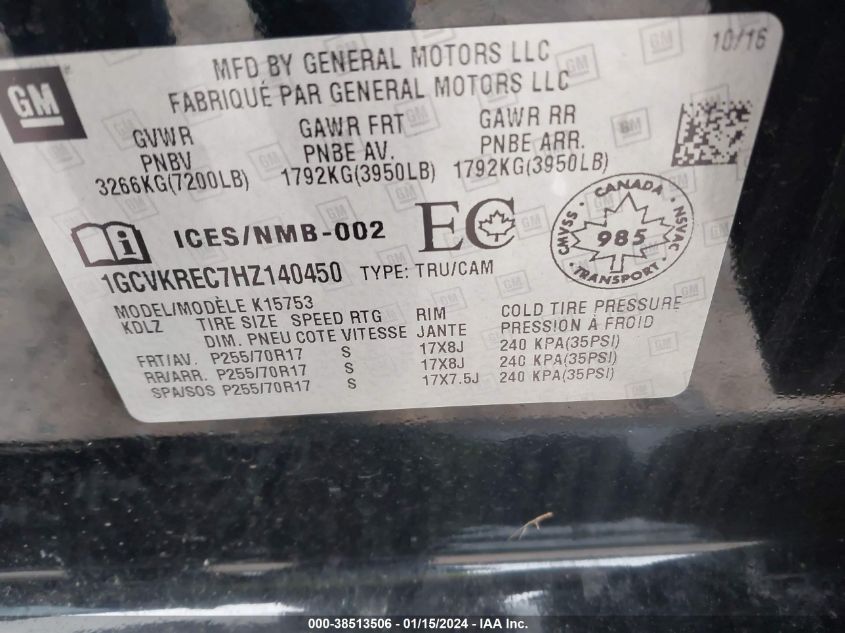 GM
10/16
MFD BY GENERAL MOTORS LLC
FABRIQUÉ PAR GENERAL MOTORS LLC
GVWR GAWR FRT GAWR RR
PNBV PNBE AV. PNBE ARR.
3266KG(7200LB) 1792KG(3950LB) 1792KG(3950LB)
ICES/NMB-002 EC
CANADA
CMVSS 985 NSVAC
TRANSPORT
1GCVKREC7HZ140450 TYPE: TRU/CAM
MODEL/MODÈLE K15753
KDLZ TIRE SIZE SPEED RTG RIM COLD TIRE PRESSURE
DIM. PNEU COTE VITESSE JANTE PRESSION À FROID
FRT/AV. P255/70R17 S 17X8J 240 KPA(35PSI)
RR/ARR. P255/70R17 S 17X8J 240 KPA(35PSI)
SPA/SOS P255/70R17 S 17X7.5J 240 KPA(35PSI)
000-38513506 - 01/15/2024 - IAA Inc.